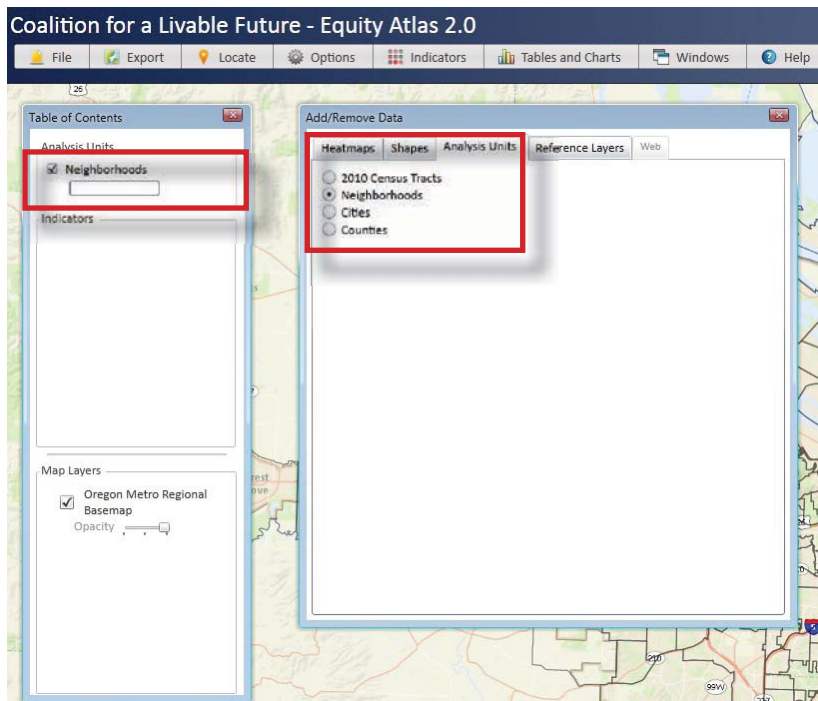 Coalition for a Livable Future - Equity Atlas 2.0
File Export Locate Options Indicators Tables and Charts Windows Help
26
Table of Contents
Analysis Units
Neighborhoods
Indicators
Map Layers
Oregon Metro Regional
Basemap
Opacity
Add/Remove Data
Heatmaps Shapes Analysis Units Reference Layers Web
2010 Census Tracts
Neighborhoods
Cities
Counties
210
99W